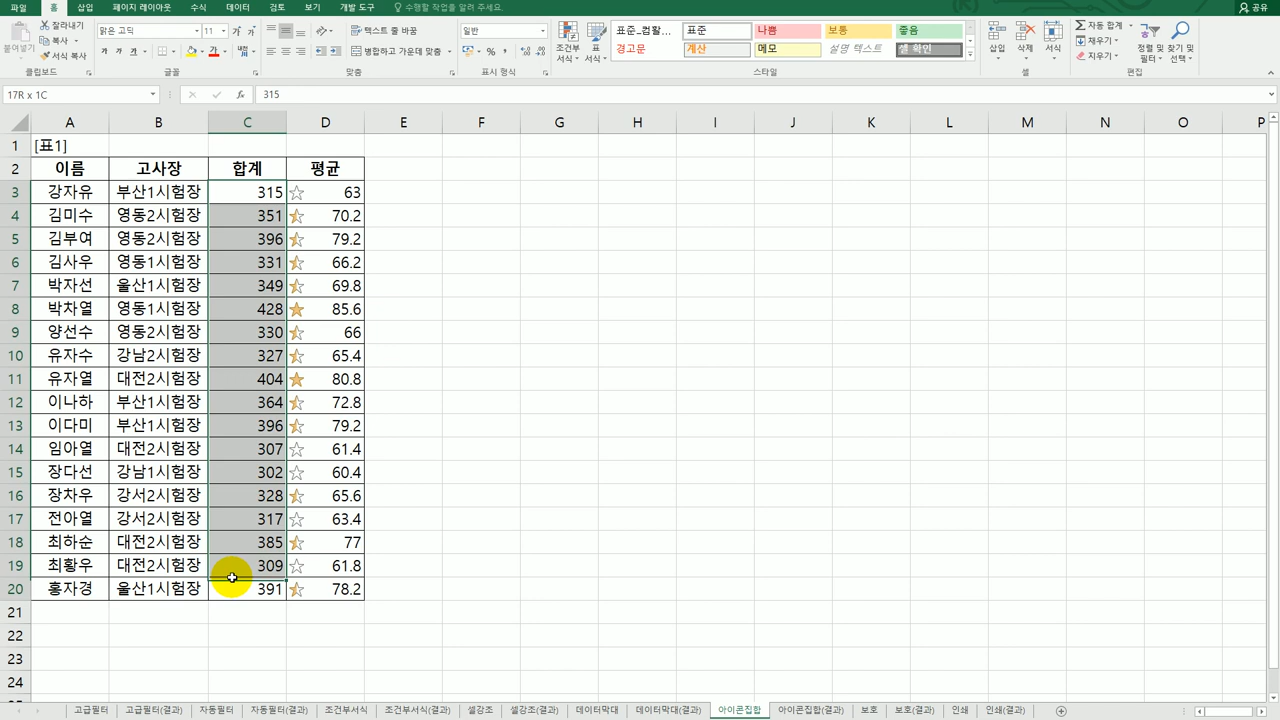 파일 홈 삽입 페이지 레이아웃 수식 데이터 검토 보기 개발 도구 수행할 작업을 알려 주세요. 공유
붙여넣기 잘라내기 복사 서식 복사 클립보드
맑은 고딕 11 가 가 가 글꼴
텍스트 줄 바꿈 병합하고 가운데 맞춤 맞춤
일반 표시 형식
조건부 서식 표 서식 표준_컴활... 표준 나쁨 보통 좋음
경고문 계산 메모 설명 텍스트 셀 확인 스타일
삽입 삭제 서식 셀
자동 합계 채우기 지우기 정렬 및 필터 찾기 및 선택 편집
17R x 1C fx 315
A B C D E F G H I J K L M N O P
1 [표1]
2 이름 고사장 합계 평균
3 강자유 부산1시험장 315 63
4 김미수 영동2시험장 351 70.2
5 김부여 영동2시험장 396 79.2
6 김사우 영동1시험장 331 66.2
7 박자선 울산1시험장 349 69.8
8 박차열 영동1시험장 428 85.6
9 양선수 영동2시험장 330 66
10 유자수 강남2시험장 327 65.4
11 유자열 대전2시험장 404 80.8
12 이나하 부산1시험장 364 72.8
13 이다미 부산1시험장 396 79.2
14 임아열 대전2시험장 307 61.4
15 장다선 강남1시험장 302 60.4
16 장차우 강서2시험장 328 65.6
17 전아열 강서2시험장 317 63.4
18 최하순 대전2시험장 385 77
19 최황우 대전2시험장 309 61.8
20 홍자경 울산1시험장 391 78.2
21
22
23
24
고급필터 고급필터(결과) 자동필터 자동필터(결과) 조건부서식 조건부서식(결과) 셀강조 셀강조(결과) 데이터막대 데이터막대(결과) 아이콘집합 아이콘집합(결과) 보호 보호(결과) 인쇄 인쇄(결과)